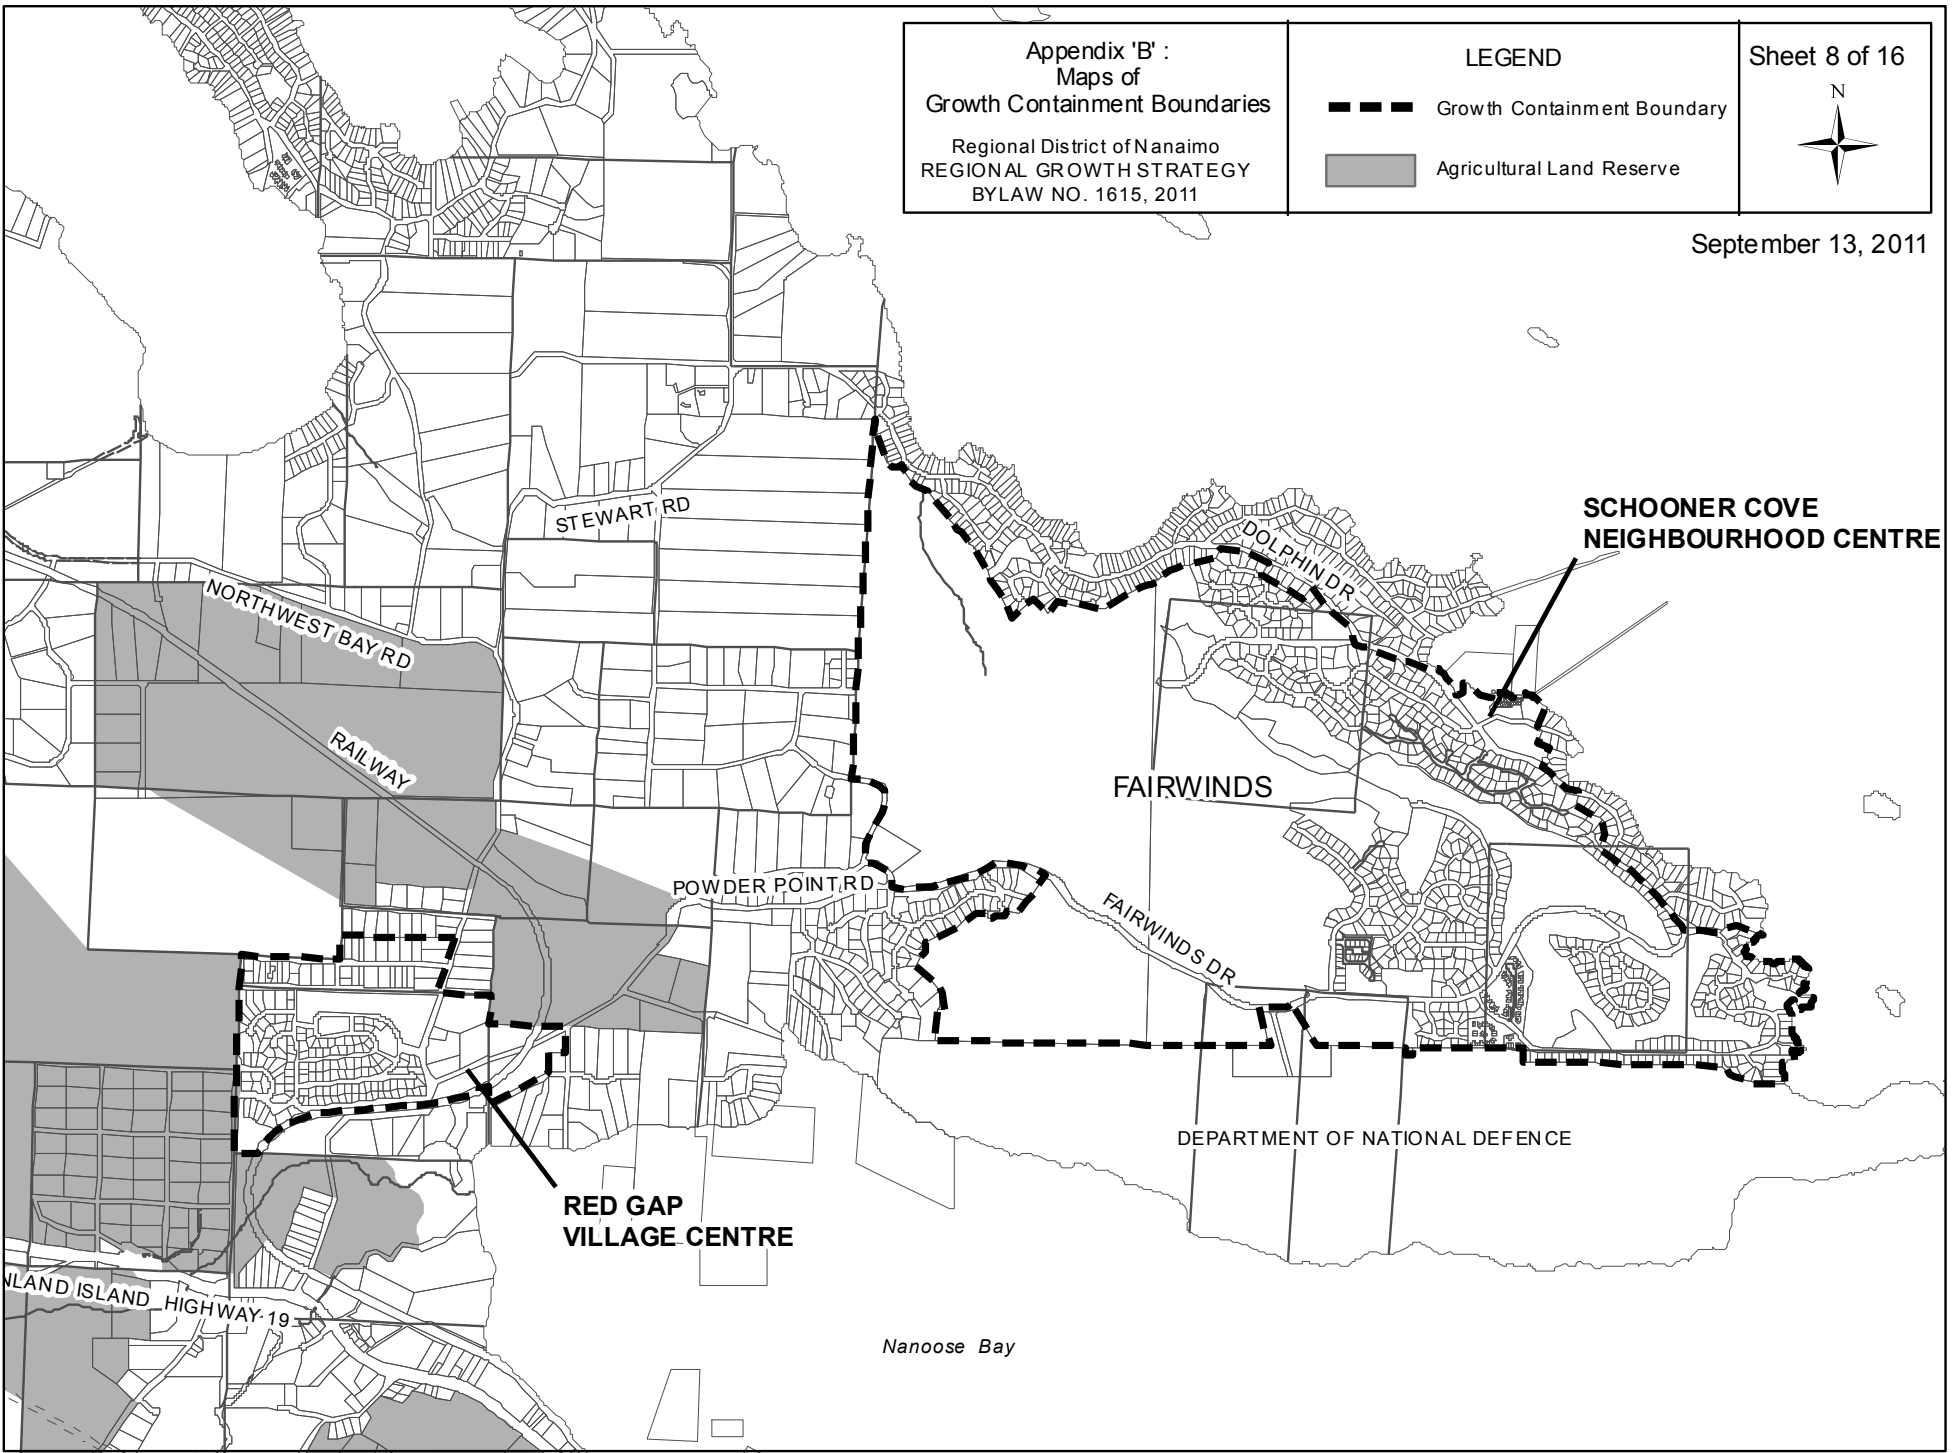 Appendix 'B' :
Maps of
Growth Containment Boundaries
Regional District of Nanaimo
REGIONAL GROWTH STRATEGY
BYLAW NO. 1615, 2011
LEGEND
Growth Containment Boundary
Agricultural Land Reserve
Sheet 8 of 16
N
September 13, 2011
SCHOONER COVE
NEIGHBOURHOOD CENTRE
STEWART RD
DOLPHIN DR
NORTHWEST BAY RD
RAILWAY
FAIRWINDS
POWDER POINT RD
FAIRWINDS DR
DEPARTMENT OF NATIONAL DEFENCE
RED GAP
VILLAGE CENTRE
NLAND ISLAND HIGHWAY 19
Nanoose Bay